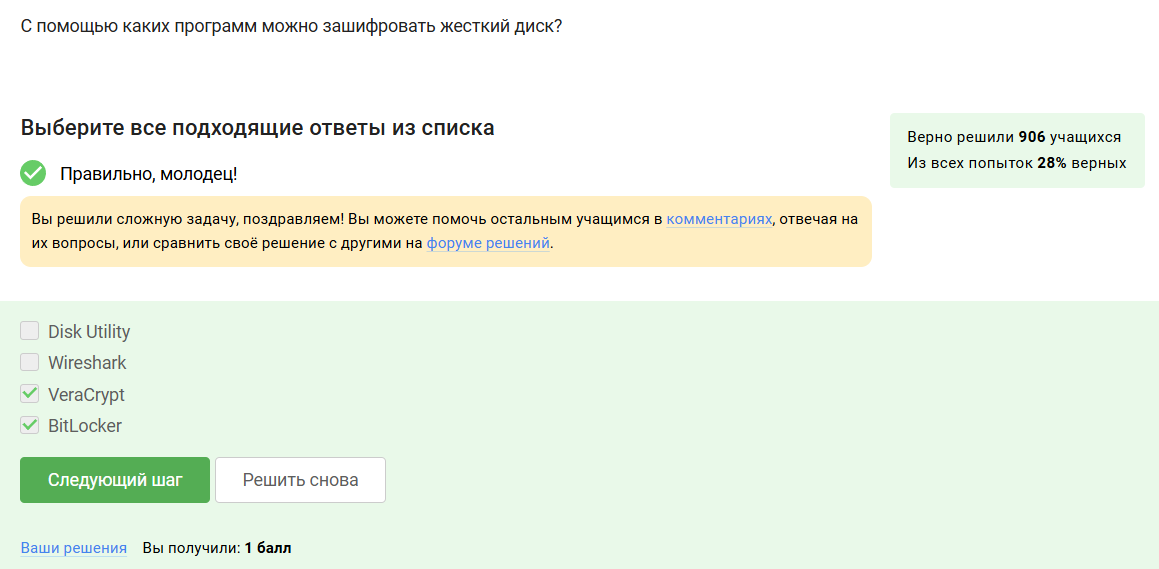 С помощью каких программ можно зашифровать жесткий диск?
Выберите все подходящие ответы из списка
Верно решили 906 учащихся
Из всех попыток 28% верных
Правильно, молодец!
Вы решили сложную задачу, поздравляем! Вы можете помочь остальным учащимся в комментариях, отвечая на
их вопросы, или сравнить своё решение с другими на форуме решений.
Disk Utility
Wireshark
VeraCrypt
BitLocker
Следующий шаг
Решить снова
Ваши решения
Вы получили: 1 балл